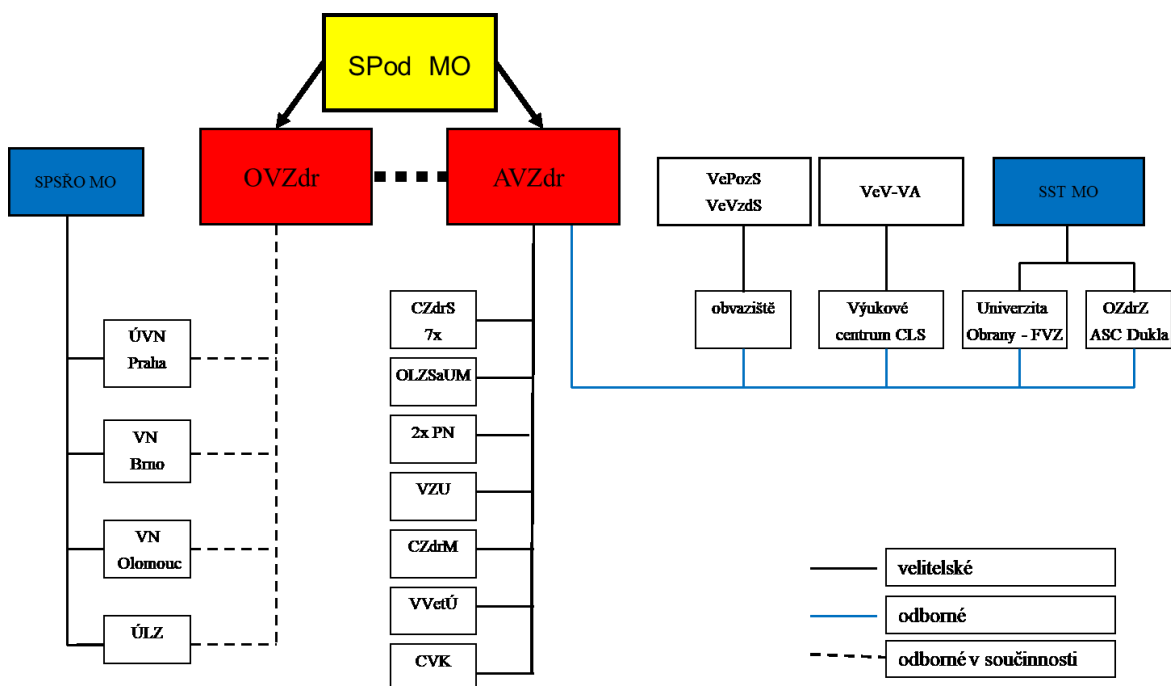 SPod MO
SPSŘO MO
OVZdr
AVZdr
VePozS
VeVzdS
VeV-VA
SST MO
CZdrS
7x
obvaziště
Výukové
centrum CLS
Univerzita
Obrany - FVZ
OZdrZ
ASC Dukla
ÚVN
Praha
OLZSaUM
VN
Brno
2x PN
VZU
VN
Olomouc
CZdrM
VVetÚ
ÚLZ
CVK
velitelské
odborné
odborné v součinnosti